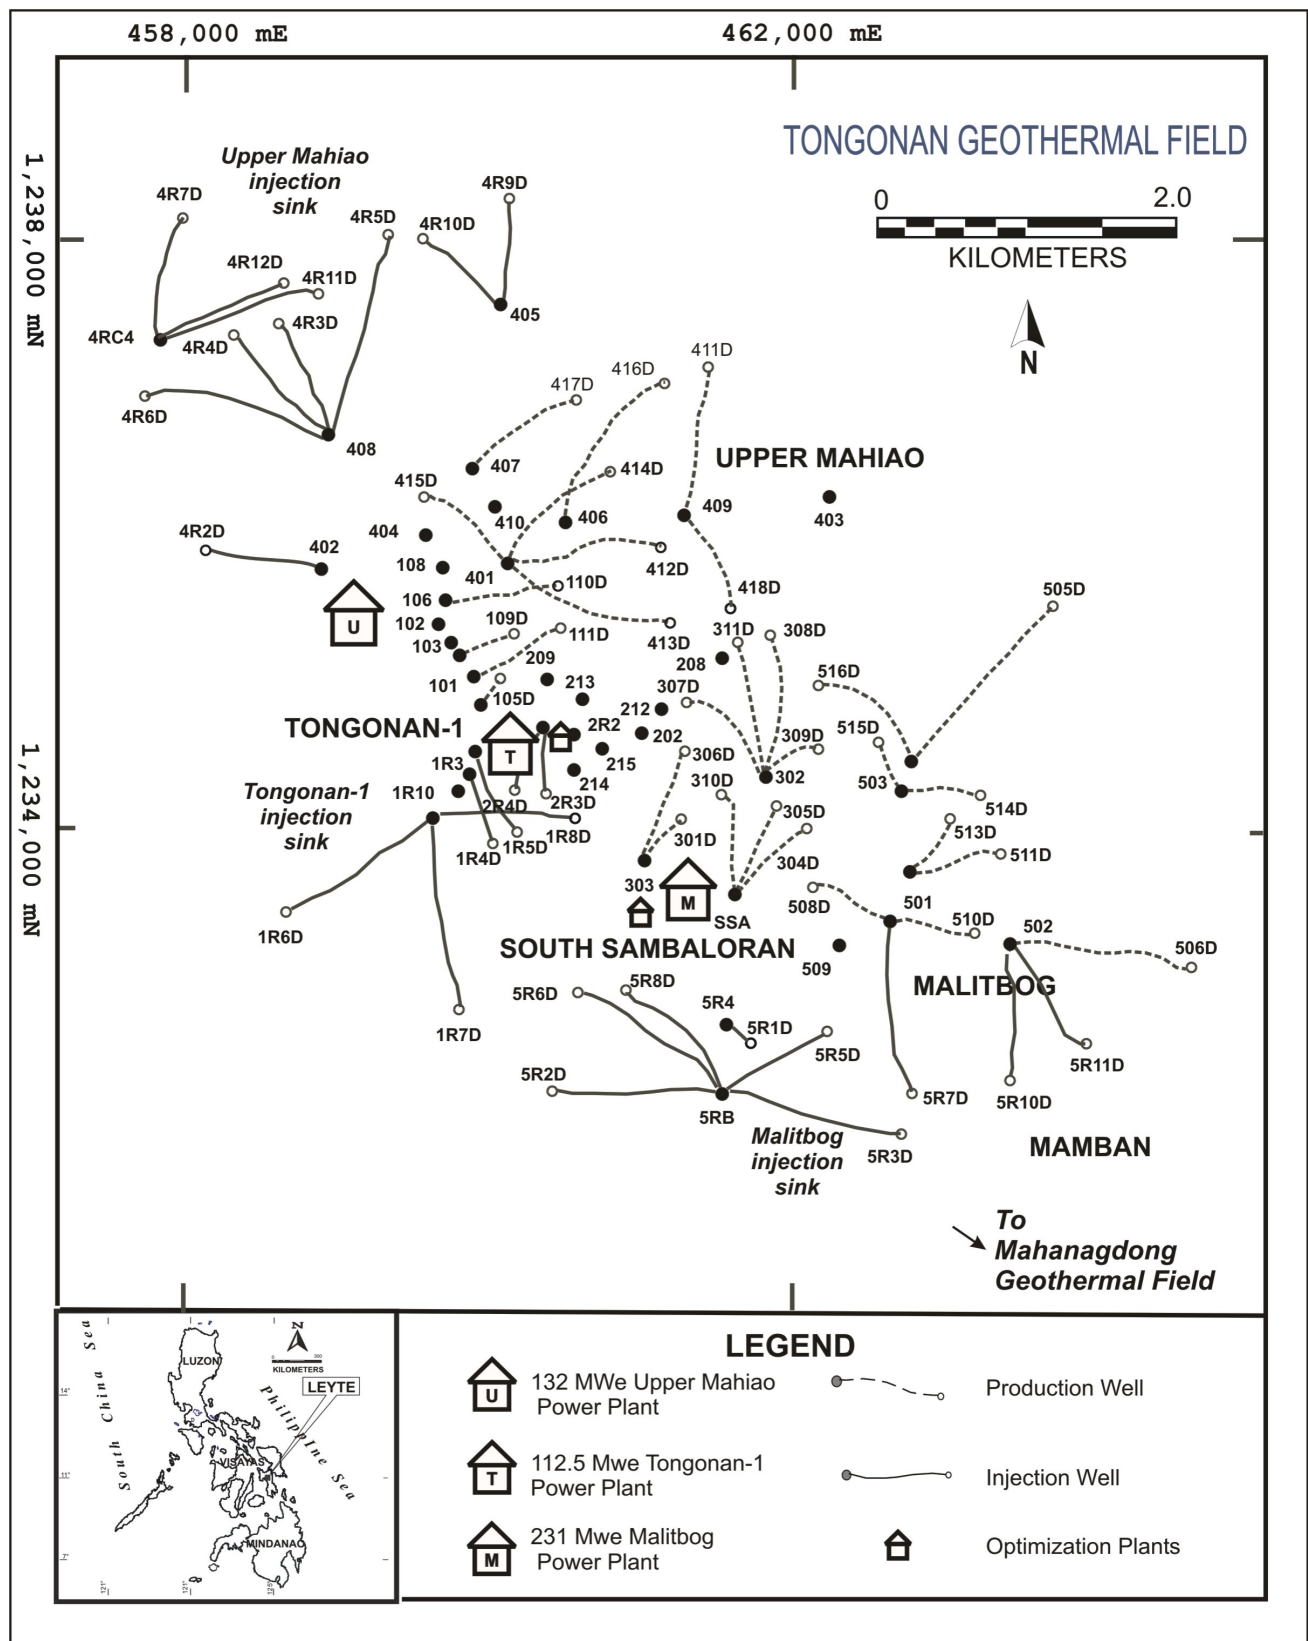 458,000 mE
462,000 mE
TONGONAN GEOTHERMAL FIELD
0
2.0
KILOMETERS
N
1,238,000 mN
1,234,000 mN
Upper Mahiao
injection
sink
4R7D
4R9D
4R5D
4R10D
4R12D
4R11D
4R3D
4RC4
4R4D
405
4R6D
408
411D
416D
417D
UPPER MAHIAO
407
414D
415D
410
406
409
403
404
4R2D
402
108
401
412D
110D
418D
505D
106
U
102
109D
111D
103
413D
311D
308D
209
208
101
516D
105D
213
307D
212
TONGONAN-1
2R2
202
309D
515D
T
306D
1R3
215
302
214
310D
503
1R10
2R4D
2R3D
514D
305D
Tongonan-1
injection
sink
513D
1R8D
301D
1R4D
1R5D
304D
511D
303
M
508D
501
SSA
510D
502
1R6D
SOUTH SAMBALORAN
506D
509
5R8D
MALITBOG
5R6D
5R4
5R1D
1R7D
5R5D
5R11D
5R2D
5R7D
5R10D
5RB
Malitbog
injection
sink
5R3D
MAMBAN
To
Mahanagdong
Geothermal Field
South China Sea
LUZON
N
0 300
KILOMETERS
LEYTE
Philippine Sea
VISAYAS
MINDANAO
14°
11°
7°
121°
121°
125°
LEGEND
U
132 MWe Upper Mahiao
Power Plant
Production Well
T
112.5 Mwe Tongonan-1
Power Plant
Injection Well
M
231 Mwe Malitbog
Power Plant
Optimization Plants